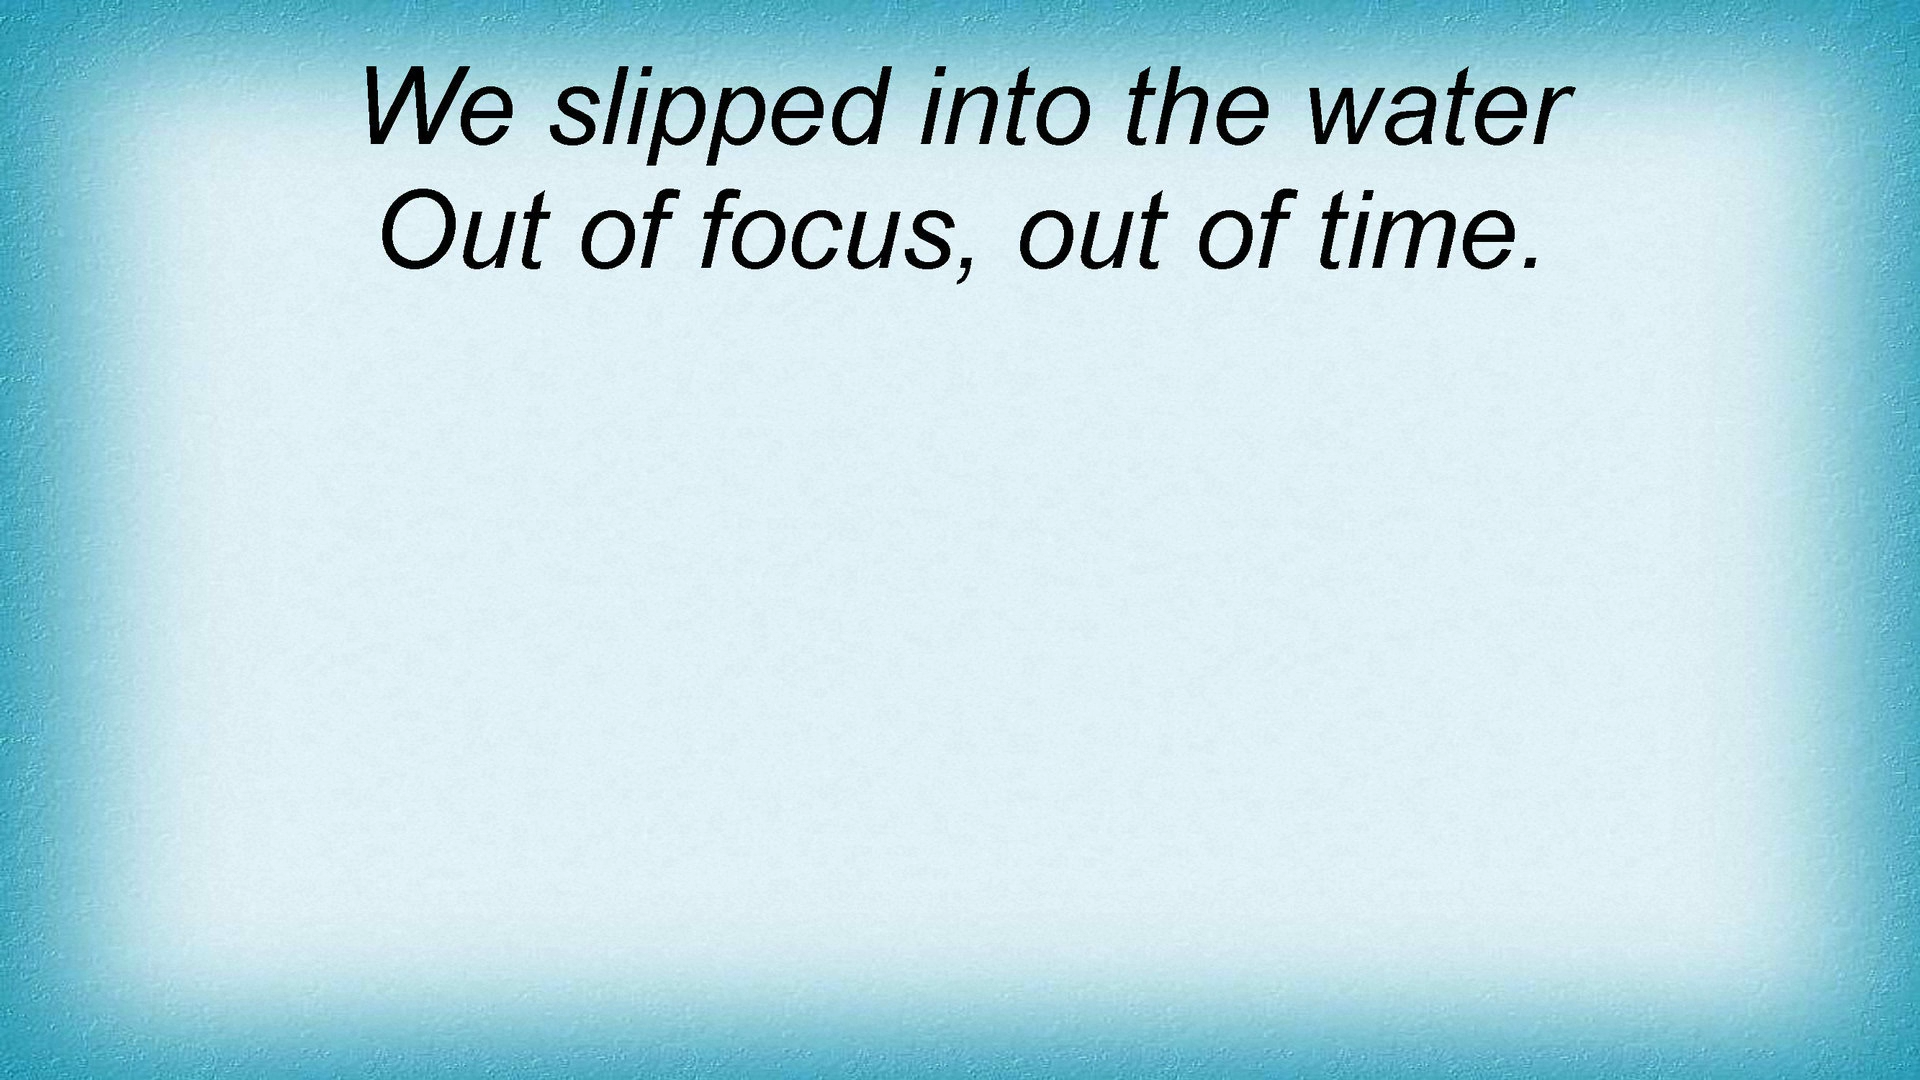 We slipped into the water
Out of focus, out of time.